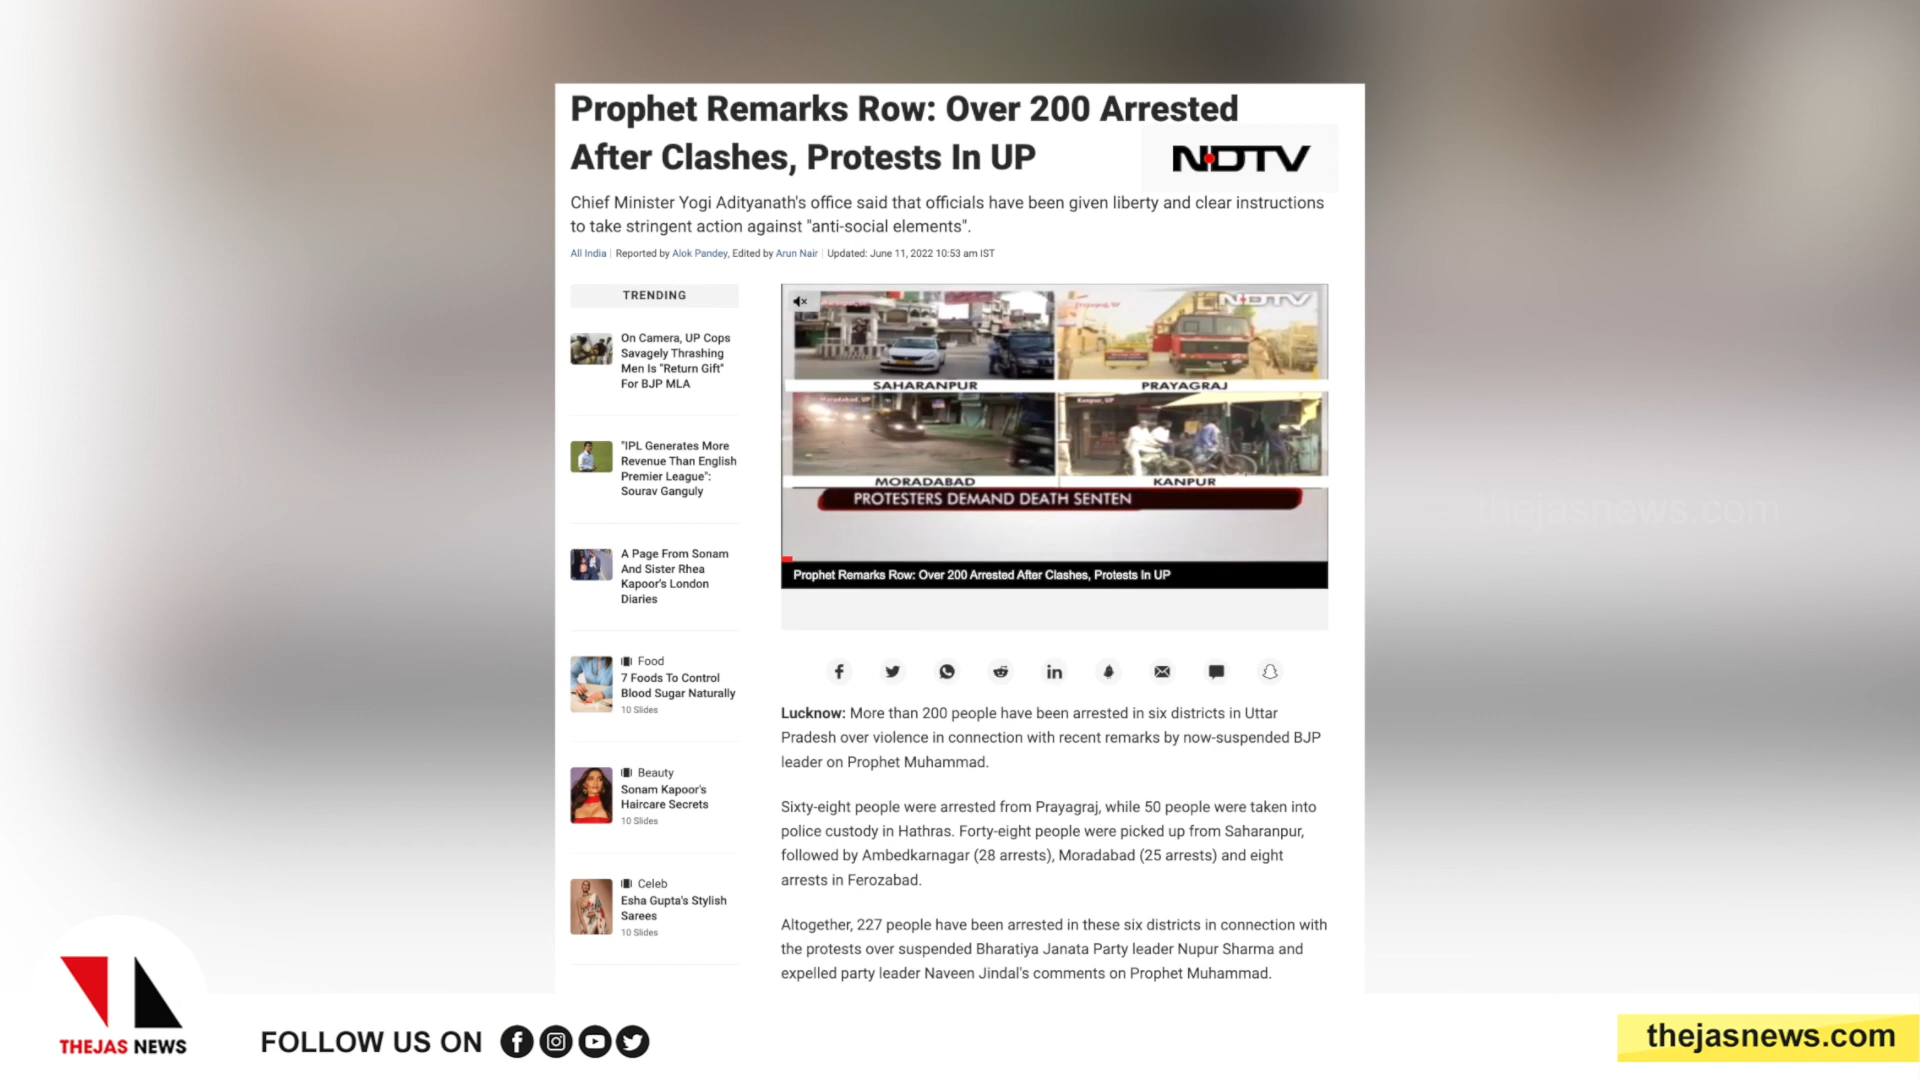 Prophet Remarks Row: Over 200 Arrested
After Clashes, Protests In UP
NDTV
Chief Minister Yogi Adityanath's office said that officials have been given liberty and clear instructions
to take stringent action against "anti-social elements".
All India | Reported by Alok Pandey, Edited by Arun Nair | Updated: June 11, 2022 10:53 am IST
TRENDING
On Camera, UP Cops
Savagely Thrashing
Men Is "Return Gift"
For BJP MLA
"IPL Generates More
Revenue Than English
Premier League":
Sourav Ganguly
A Page From Sonam
And Sister Rhea
Kapoor's London
Diaries
Food
7 Foods To Control
Blood Sugar Naturally
10 Slides
Beauty
Sonam Kapoor's
Haircare Secrets
10 Slides
Celeb
Esha Gupta's Stylish
Sarees
10 Slides
NDTV
SAHARANPUR
PRAYAGRAJ
Moradabad, UP
Kanpur, UP
MORADABAD
KANPUR
PROTESTERS DEMAND DEATH SENTEN
Prophet Remarks Row: Over 200 Arrested After Clashes, Protests In UP
Lucknow: More than 200 people have been arrested in six districts in Uttar
Pradesh over violence in connection with recent remarks by now-suspended BJP
leader on Prophet Muhammad.
Sixty-eight people were arrested from Prayagraj, while 50 people were taken into
police custody in Hathras. Forty-eight people were picked up from Saharanpur,
followed by Ambedkarnagar (28 arrests), Moradabad (25 arrests) and eight
arrests in Ferozabad.
Altogether, 227 people have been arrested in these six districts in connection with
the protests over suspended Bharatiya Janata Party leader Nupur Sharma and
expelled party leader Naveen Jindal's comments on Prophet Muhammad.
thejasnews.com
THEJAS NEWS
FOLLOW US ON
thejasnews.com